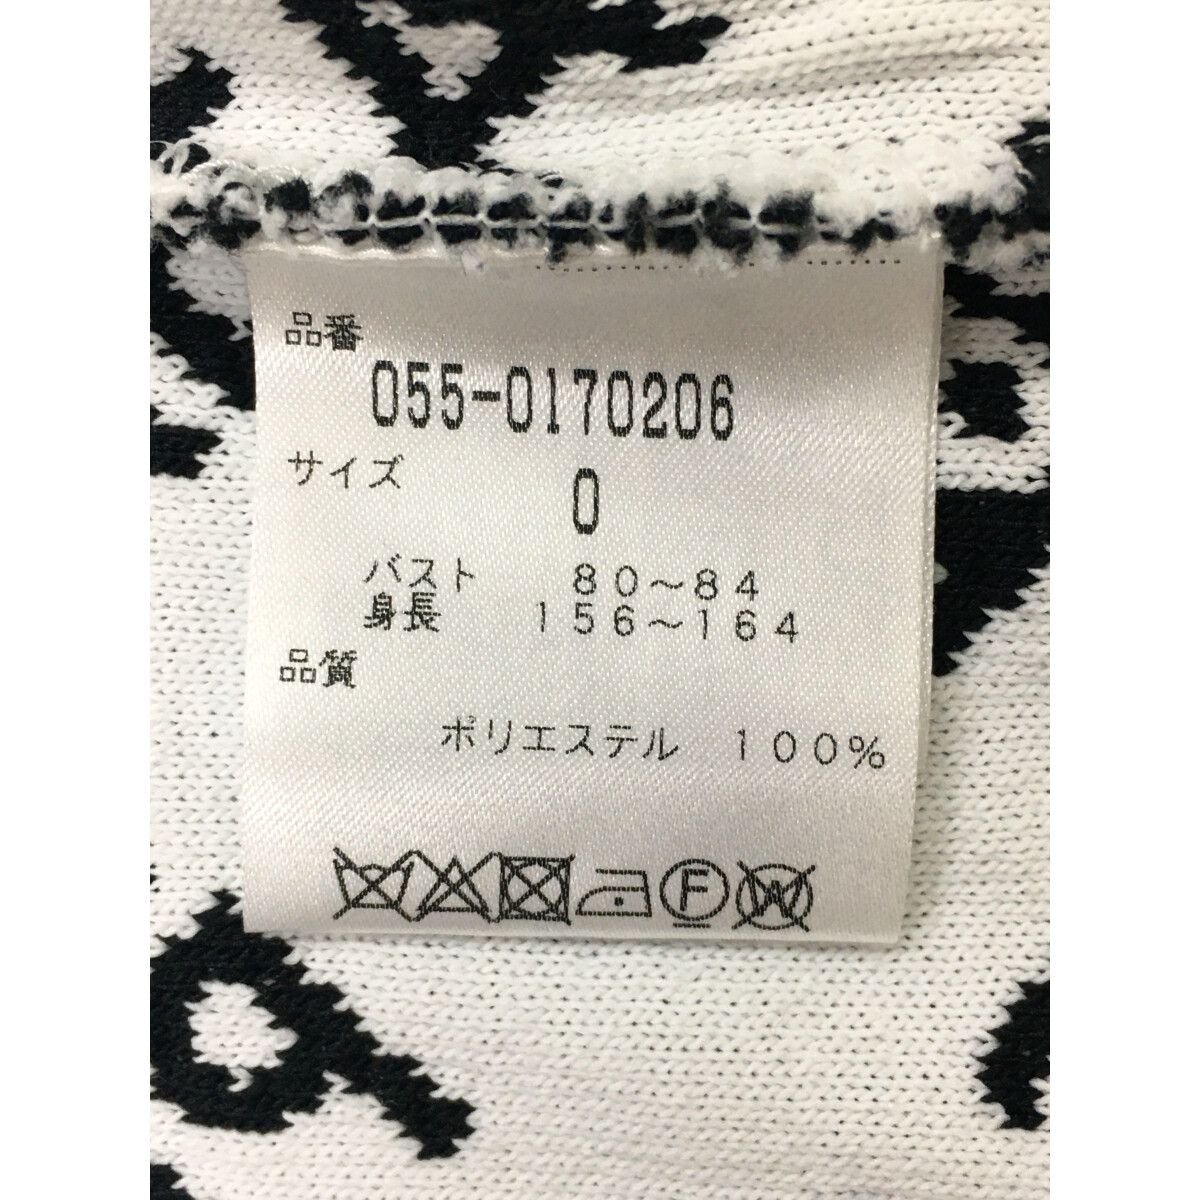 品番
055-0170206
サイズ
0
バスト 80～84
身長 156～164
品質
ポリエステル 100%
F
W